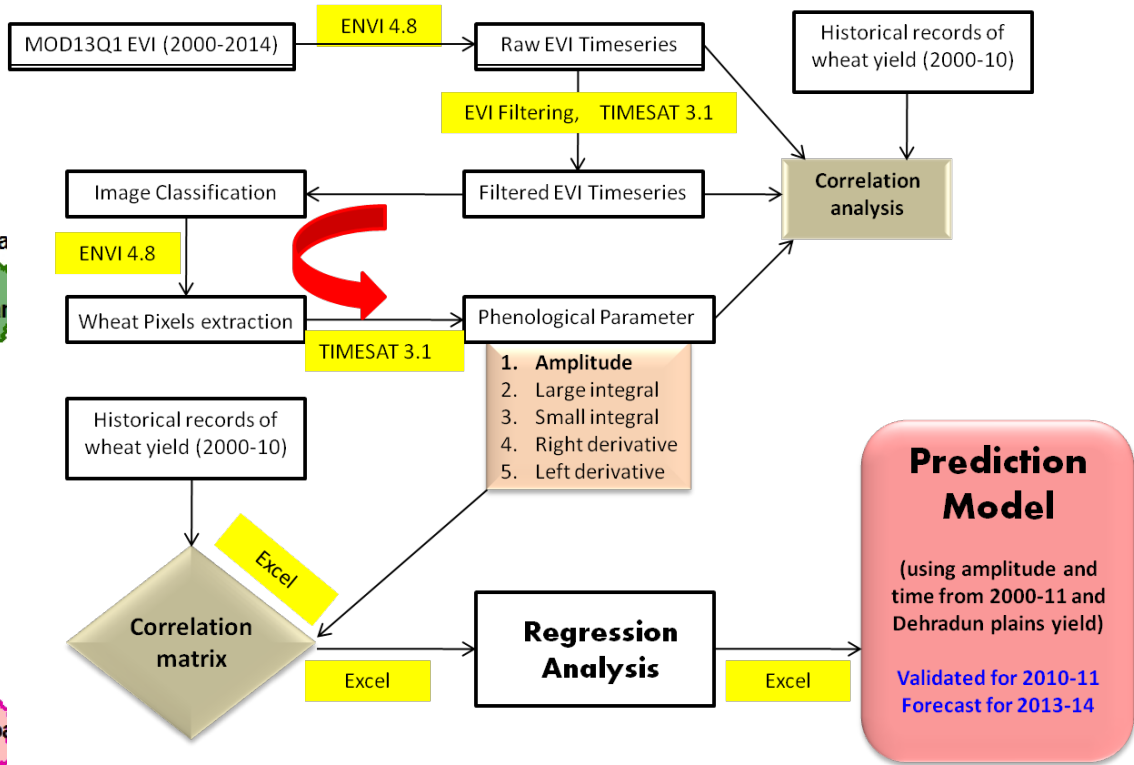 ENVI 4.8
MOD13Q1 EVI (2000-2014)
Raw EVI Timeseries
Historical records of
wheat yield (2000-10)
EVI Filtering, TIMESAT 3.1
Image Classification
Filtered EVI Timeseries
Correlation
analysis
ENVI 4.8
Wheat Pixels extraction
Phenological Parameter
TIMESAT 3.1
1. Amplitude
2. Large integral
3. Small integral
4. Right derivative
5. Left derivative
Historical records of
wheat yield (2000-10)
Excel
Correlation
matrix
Excel
Regression
Analysis
Excel
Prediction
Model
(using amplitude and
time from 2000-11 and
Dehradun plains yield)
Validated for 2010-11
Forecast for 2013-14